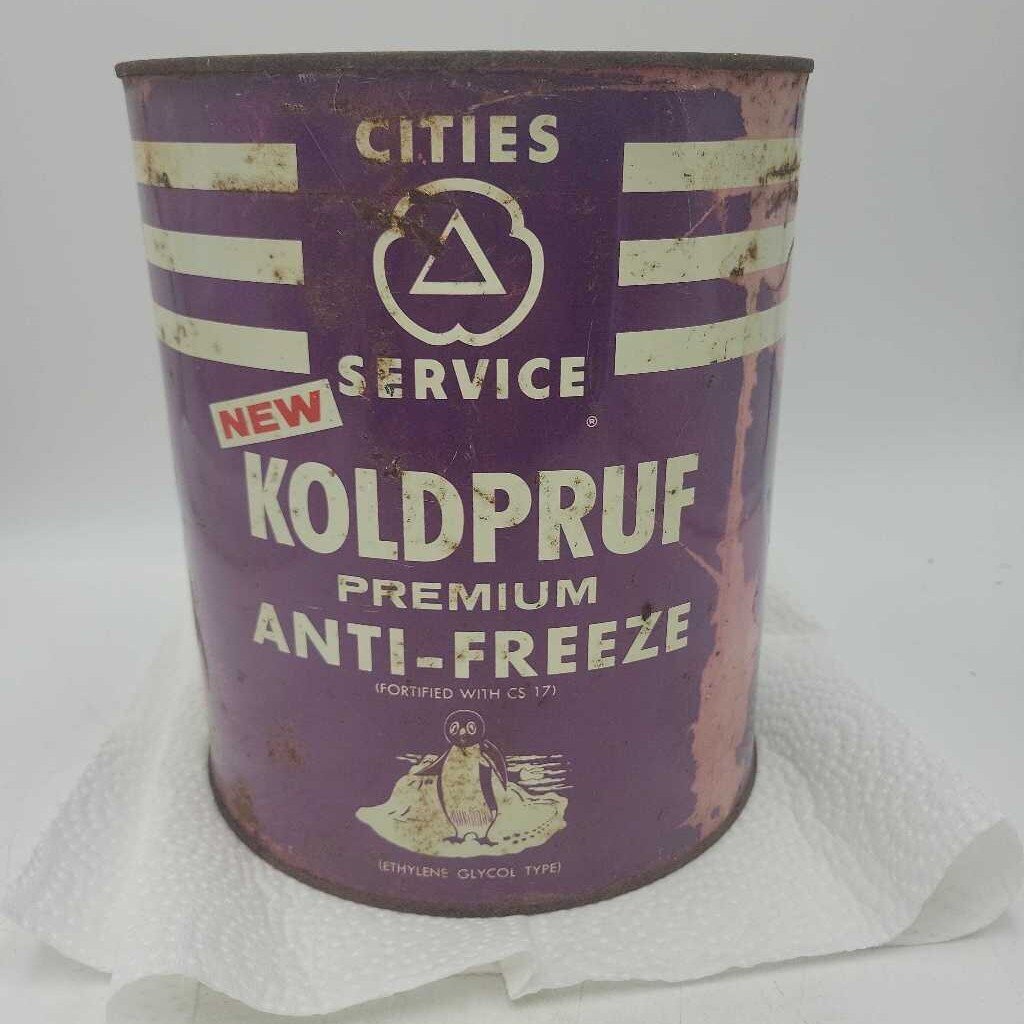 CITIES
SERVICE
®
NEW
KOLDPRUF
PREMIUM
ANTI-FREEZE
(FORTIFIED WITH CS 17)
(ETHYLENE GLYCOL TYPE)